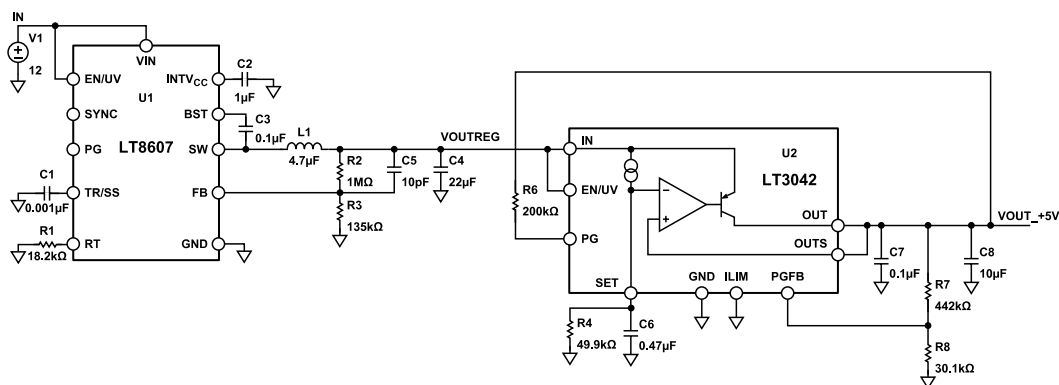 IN
V1
12
VIN
EN/UV
U1
INTVCC
C2
1µF
SYNC
BST
C3
0.1µF
LT8607
PG
SW
L1
4.7µF
VOUTREG
R2
1MΩ
C5
10pF
C4
22µF
C1
0.001µF
TR/SS
FB
R3
135kΩ
R1
18.2kΩ
RT
GND
IN
U2
LT3042
EN/UV
R6
200kΩ
PG
OUT
VOUT_+5V
OUTS
C7
0.1µF
C8
10µF
R7
442kΩ
SET
GND
ILIM
PGFB
R4
49.9kΩ
C6
0.47µF
R8
30.1kΩ